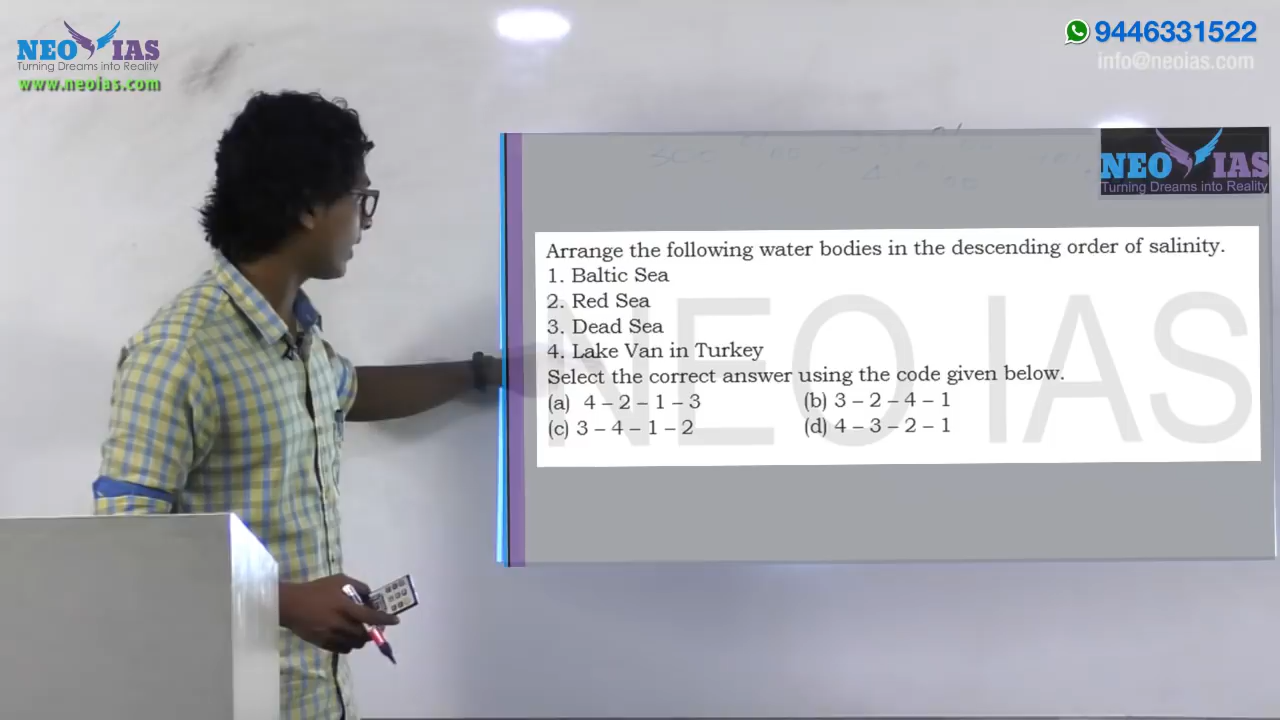 NEO IAS
Turning Dreams into Reality
www.neoias.com
9446331522
info@neoias.com
NEO IAS
Turning Dreams into Reality
Arrange the following water bodies in the descending order of salinity.
1. Baltic Sea
2. Red Sea
3. Dead Sea
4. Lake Van in Turkey
Select the correct answer using the code given below.
(a) 4 – 2 – 1 – 3 (b) 3 – 2 – 4 – 1
(c) 3 – 4 – 1 – 2 (d) 4 – 3 – 2 – 1
NEO IAS